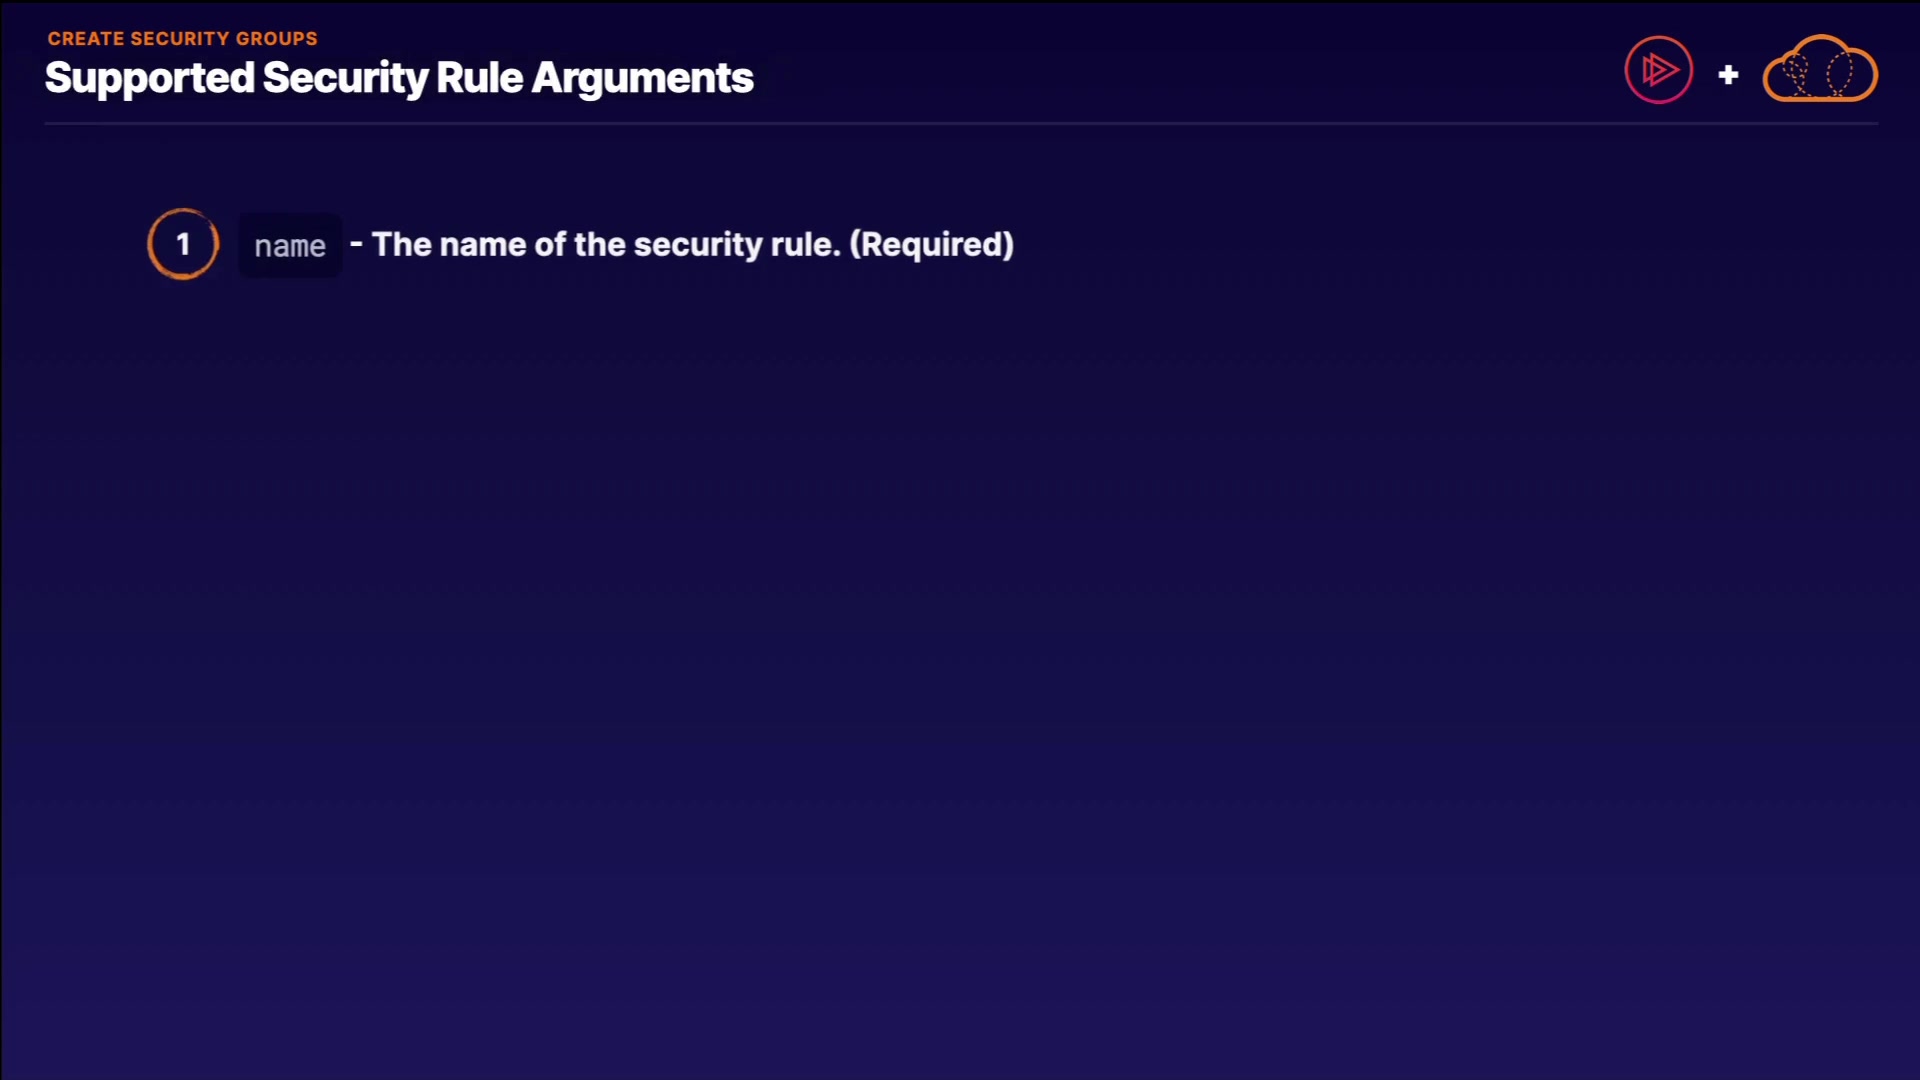 CREATE SECURITY GROUPS
Supported Security Rule Arguments
+
1 name - The name of the security rule. (Required)